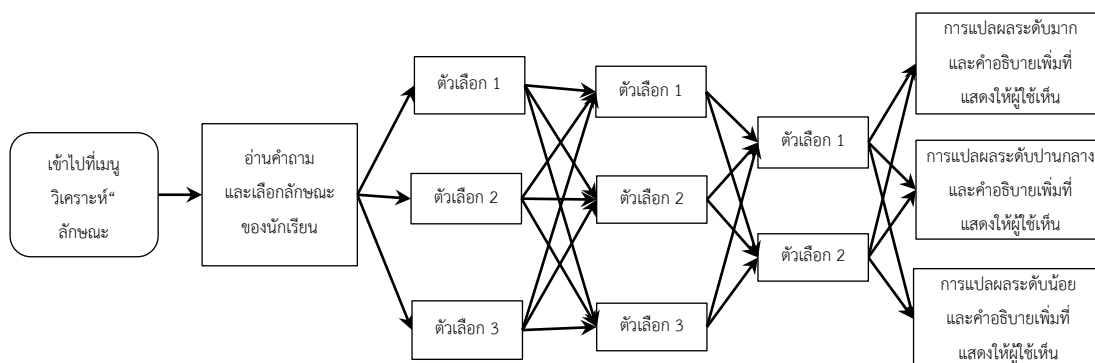 เข้าไปที่เมนู
วิเคราะห์“
ลักษณะ
อ่านคำถาม
และเลือกลักษณะ
ของนักเรียน
ตัวเลือก 1
ตัวเลือก 2
ตัวเลือก 3
ตัวเลือก 1
ตัวเลือก 2
ตัวเลือก 3
ตัวเลือก 1
ตัวเลือก 2
การแปลผลระดับมาก
และคำอธิบายเพิ่มที่
แสดงให้ผู้ใช้เห็น
การแปลผลระดับปานกลาง
และคำอธิบายเพิ่มที่
แสดงให้ผู้ใช้เห็น
การแปลผลระดับน้อย
และคำอธิบายเพิ่มที่
แสดงให้ผู้ใช้เห็น